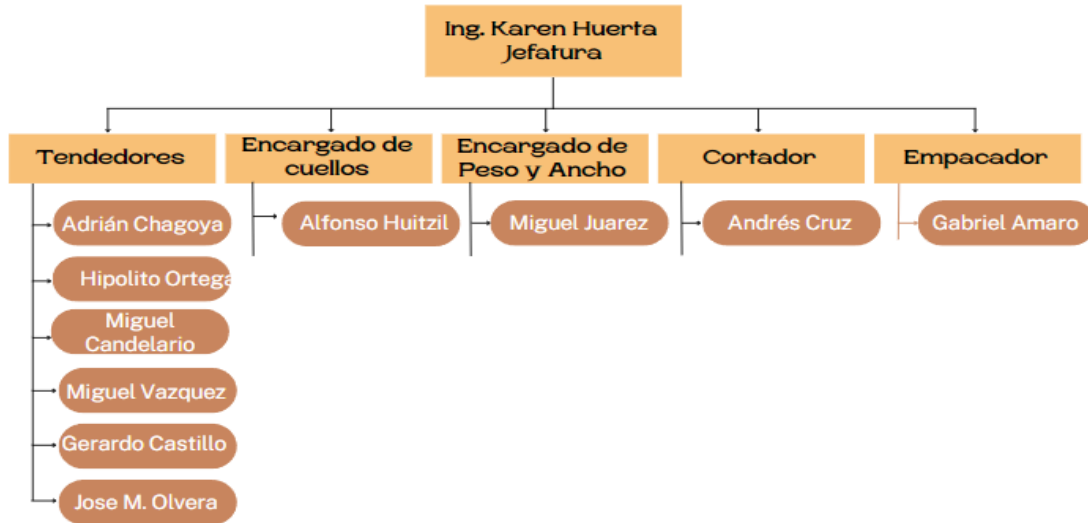 Ing. Karen Huerta
Jefatura
Tendedores
Encargado de
cuellos
Encargado de
Peso y Ancho
Cortador
Empacador
Adrián Chagoya
Alfonso Huitzil
Miguel Juarez
Andrés Cruz
Gabriel Amaro
Hipolito Ortega
Miguel
Candelario
Miguel Vazquez
Gerardo Castillo
Jose M. Olvera